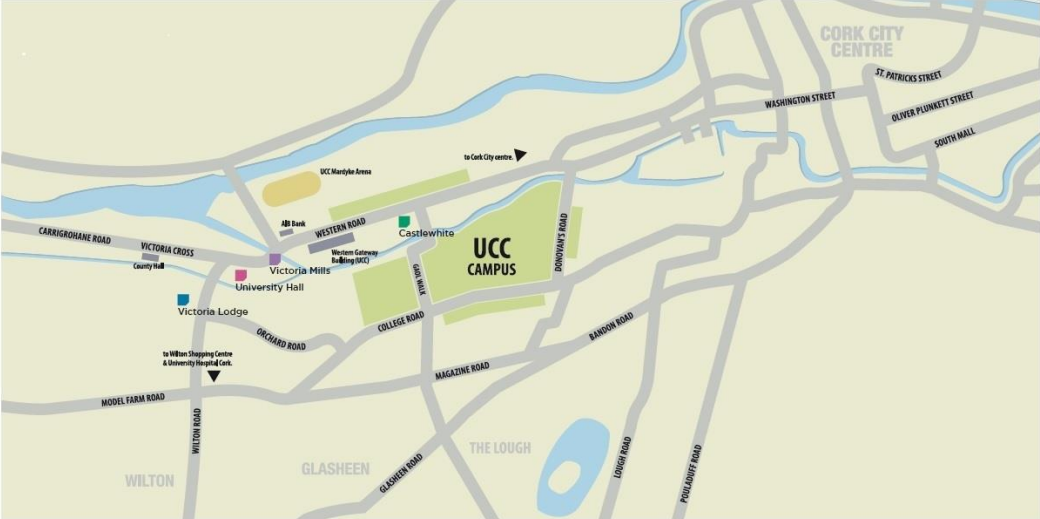 CORK CITY
CENTRE
ST. PATRICKS STREET
WASHINGTON STREET
OLIVER PLUNKETT STREET
SOUTH MALL
to Cork City centre.
UCC Mardyke Arena
AIB Bank
WESTERN ROAD
Castlewhite
CARRIGROHANE ROAD
VICTORIA CROSS
County Hall
Western Gateway
Building (UCC)
UCC
CAMPUS
DONOVAN'S ROAD
GAOL WALK
Victoria Mills
University Hall
Victoria Lodge
COLLEGE ROAD
ORCHARD ROAD
BANDON ROAD
to Wilton Shopping Centre
& University Hospital Cork.
MAGAZINE ROAD
MODEL FARM ROAD
WILTON ROAD
THE LOUGH
GLASHEEN
WILTON
GLASHEEN ROAD
LOUGH ROAD
POULADUFF ROAD